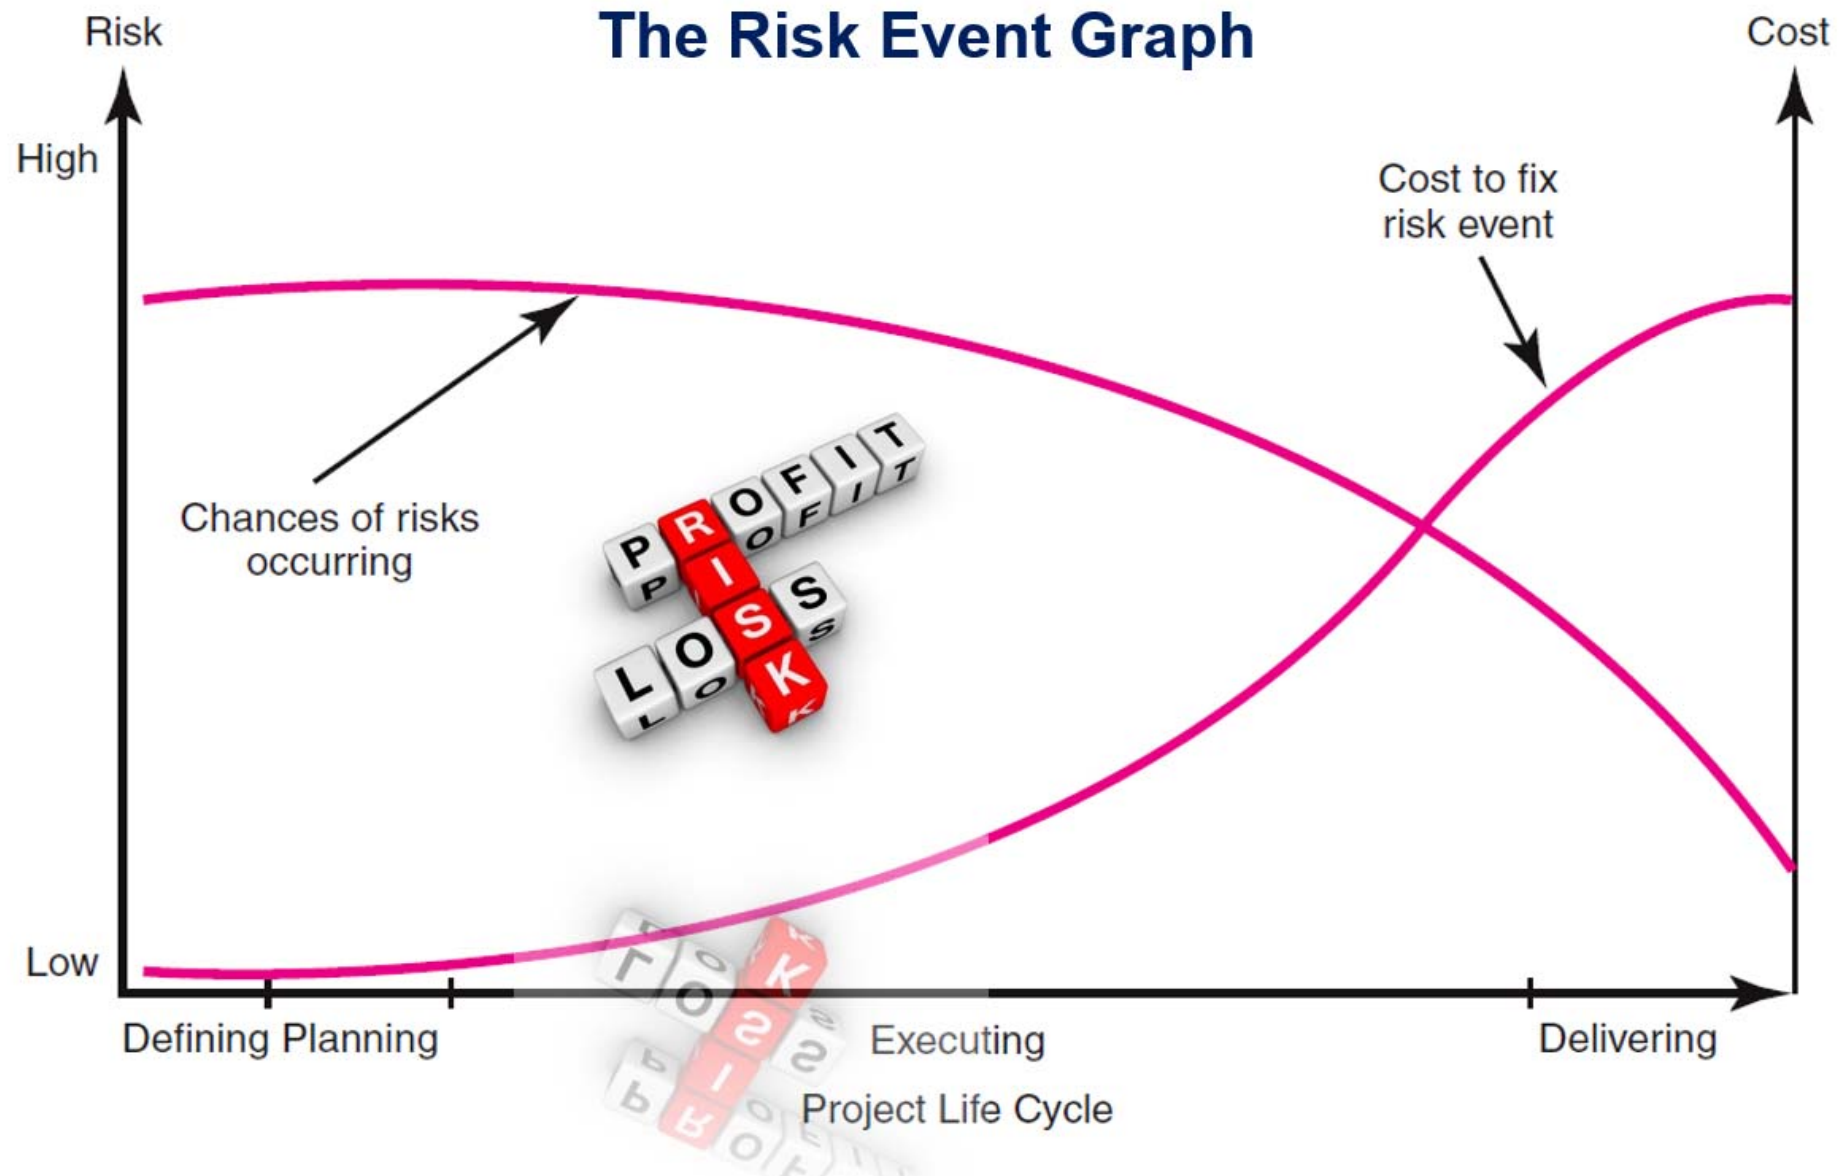 The Risk Event Graph
Risk
Cost
High
Cost to fix
risk event
Chances of risks
occurring
PROFIT
RISK
LOSS
Low
Defining Planning
Executing
Delivering
Project Life Cycle